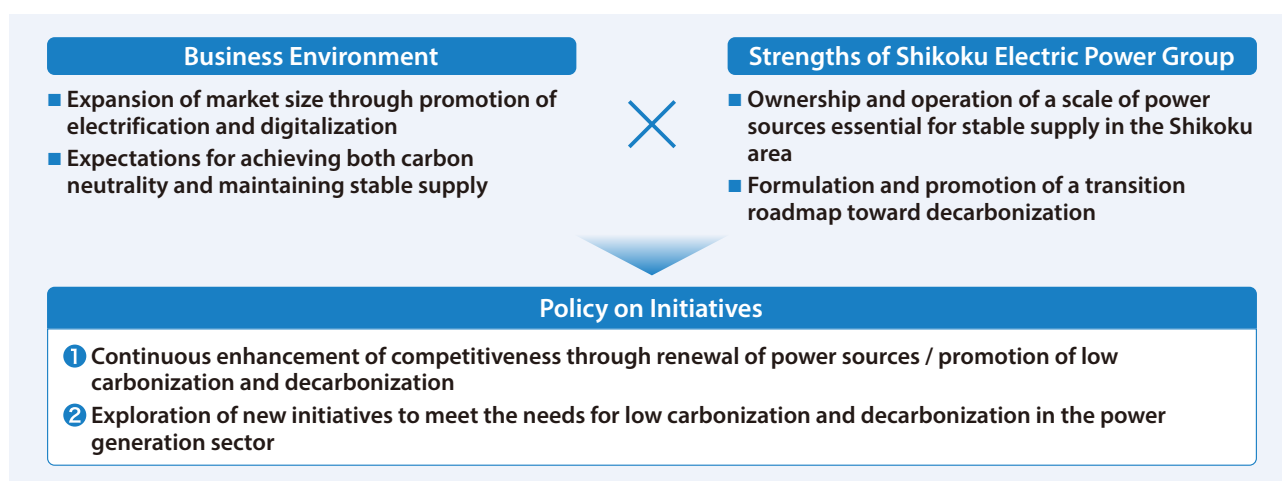 Business Environment
■ Expansion of market size through promotion of
electrification and digitalization
■ Expectations for achieving both carbon
neutrality and maintaining stable supply
×
Strengths of Shikoku Electric Power Group
■ Ownership and operation of a scale of power
sources essential for stable supply in the Shikoku
area
■ Formulation and promotion of a transition
roadmap toward decarbonization
Policy on Initiatives
❶ Continuous enhancement of competitiveness through renewal of power sources / promotion of low
carbonization and decarbonization
❷ Exploration of new initiatives to meet the needs for low carbonization and decarbonization in the power
generation sector